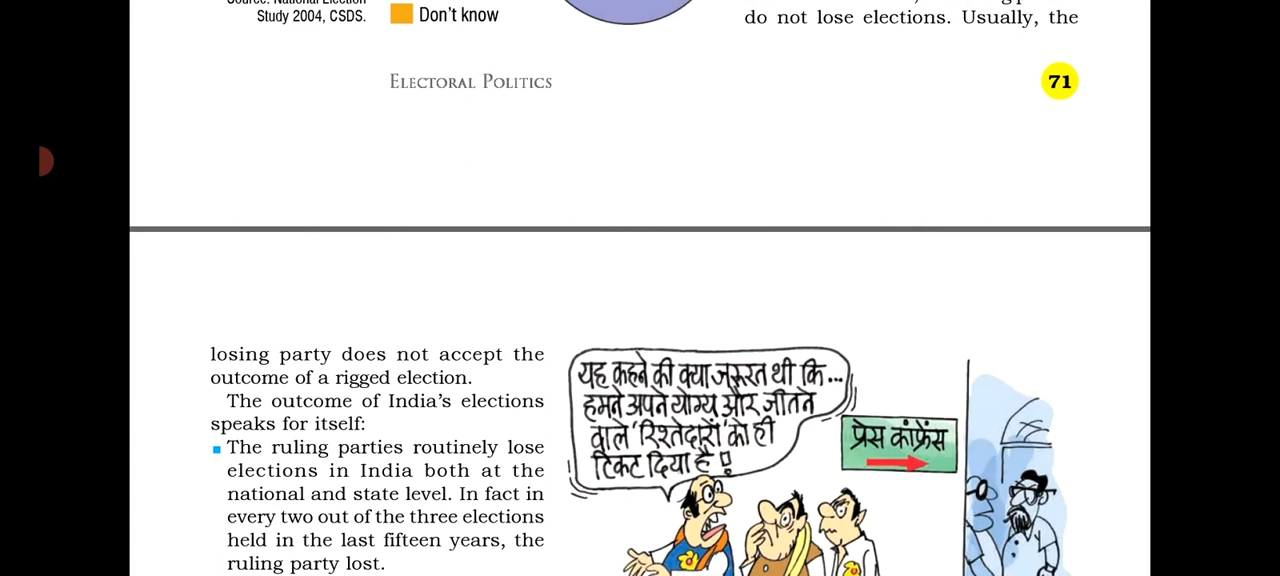 Study 2004, CSDS.
Don't know
do not lose elections. Usually, the
ELECTORAL POLITICS
71
losing party does not accept the
outcome of a rigged election.
The outcome of India's elections
speaks for itself:
The ruling parties routinely lose
elections in India both at the
national and state level. In fact in
every two out of the three elections
held in the last fifteen years, the
ruling party lost.
यह कहने की क्या ज़रूरत थी कि...
हमने अपने योग्य और जीतने
वाले 'रिश्तेदारों' को ही
टिकट दिया है!
प्रेस कांफ्रेंस